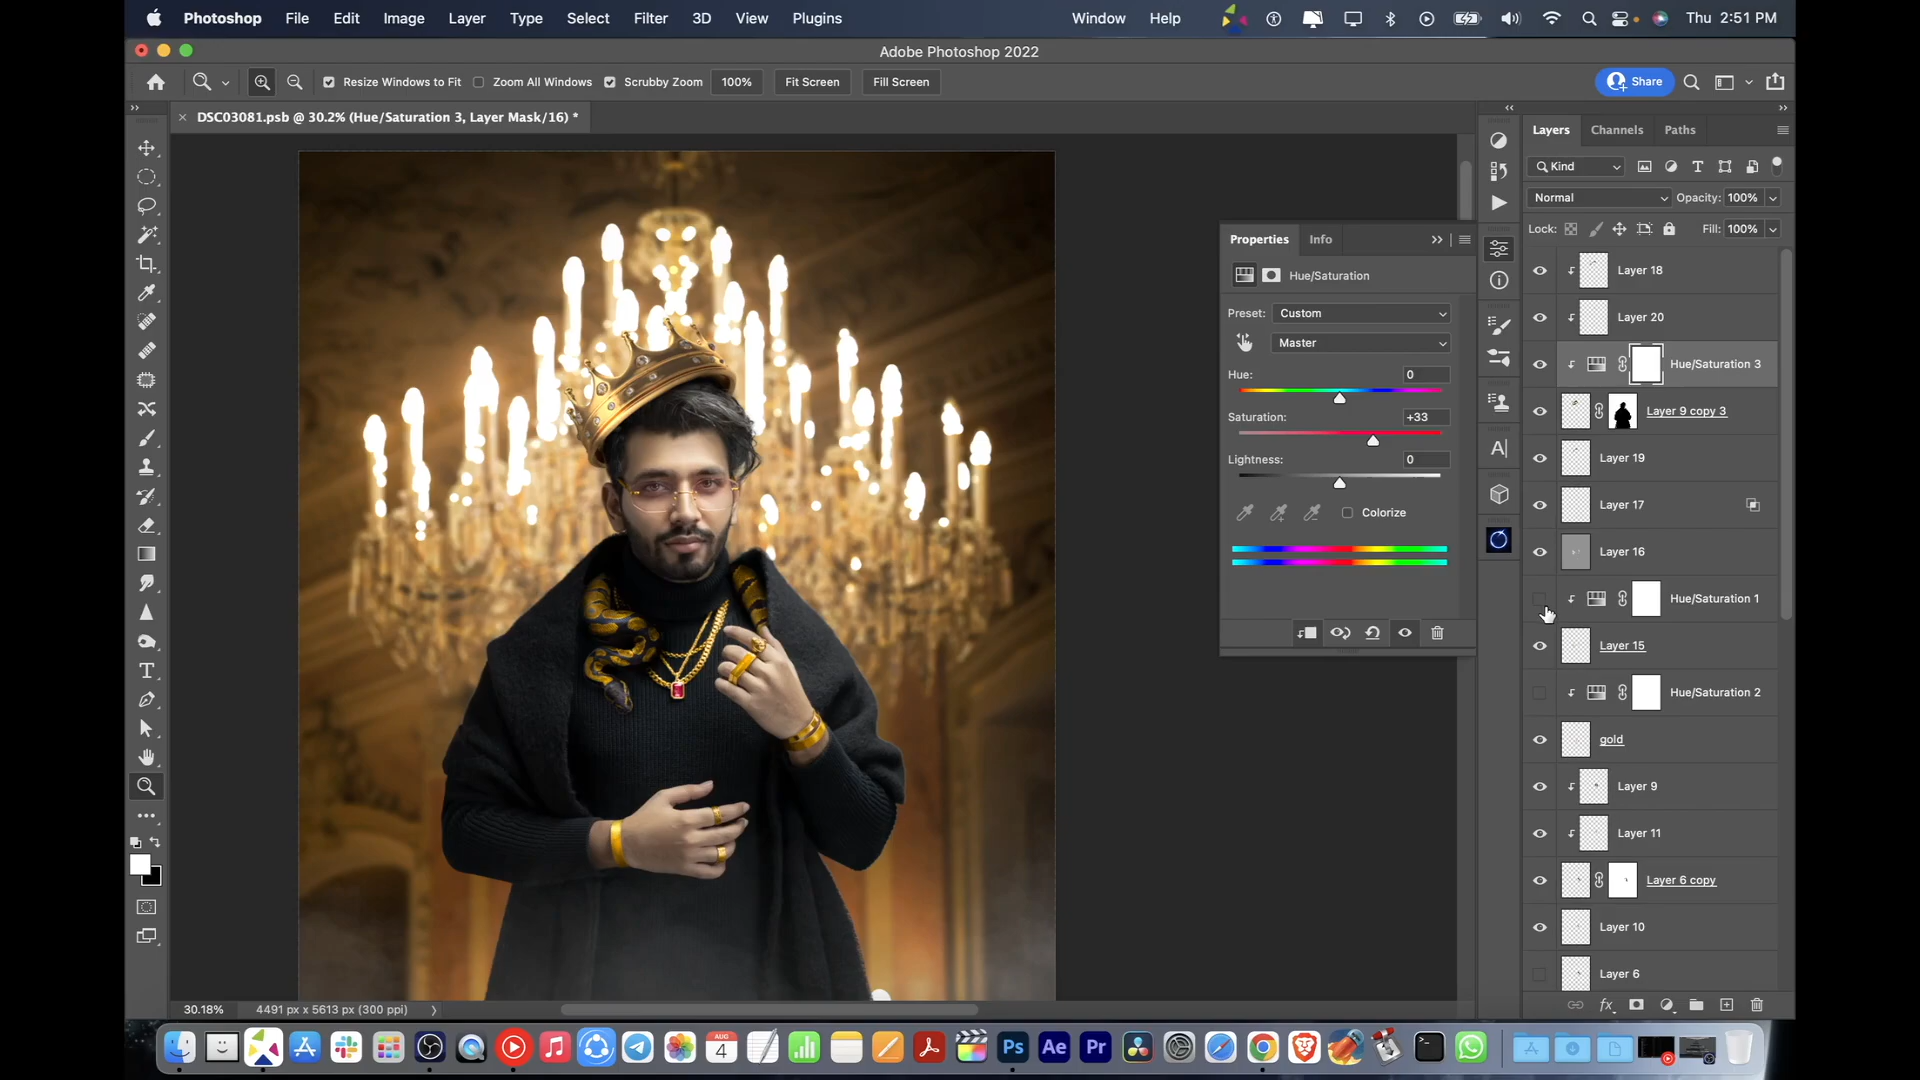 Photoshop File Edit Image Layer Type Select Filter 3D View Plugins Window Help Thu 2:51 PM
Adobe Photoshop 2022
Resize Windows to Fit Zoom All Windows Scrubby Zoom 100% Fit Screen Fill Screen Share
DSC03081.psb @ 30.2% (Hue/Saturation 3, Layer Mask/16) *
Layers Channels Paths
Kind
Normal Opacity: 100%
Lock: Fill: 100%
Properties Info
Hue/Saturation
Preset: Custom
Master
Hue: 0
Saturation: +33
Lightness: 0
Colorize
Layer 18
Layer 20
Hue/Saturation 3
Layer 9 copy 3
Layer 19
Layer 17
Layer 16
Hue/Saturation 1
Layer 15
Hue/Saturation 2
gold
Layer 9
Layer 11
Layer 6 copy
Layer 10
Layer 6
30.18% 4491 px x 5613 px (300 ppi)
AUG
4
Ps Ae Pr